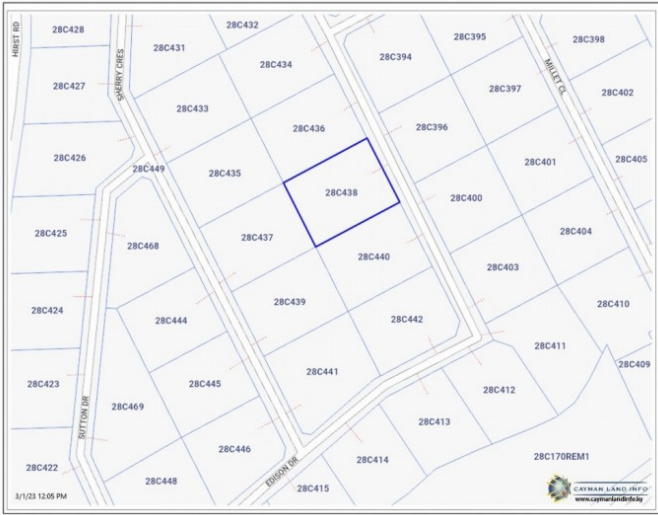 28C428
28C432
28C395
28C398
HIRST RD
28C431
28C394
28C434
SHERRY CRES
MILLET CL
28C427
28C397
28C402
28C433
28C436
28C396
28C426
28C449
28C435
28C401
28C405
28C438
28C400
28C425
28C468
28C437
28C404
28C440
28C403
28C439
28C410
28C424
28C444
28C442
28C411
28C409
28C441
28C423
28C445
28C412
28C469
SUTTON DR
28C413
28C446
28C414
28C170REM1
28C422
EDISON DR
28C448
28C415
3/1/23 12:05 PM
CAYMAN LAND INFO
www.caymanlandinfo.ky